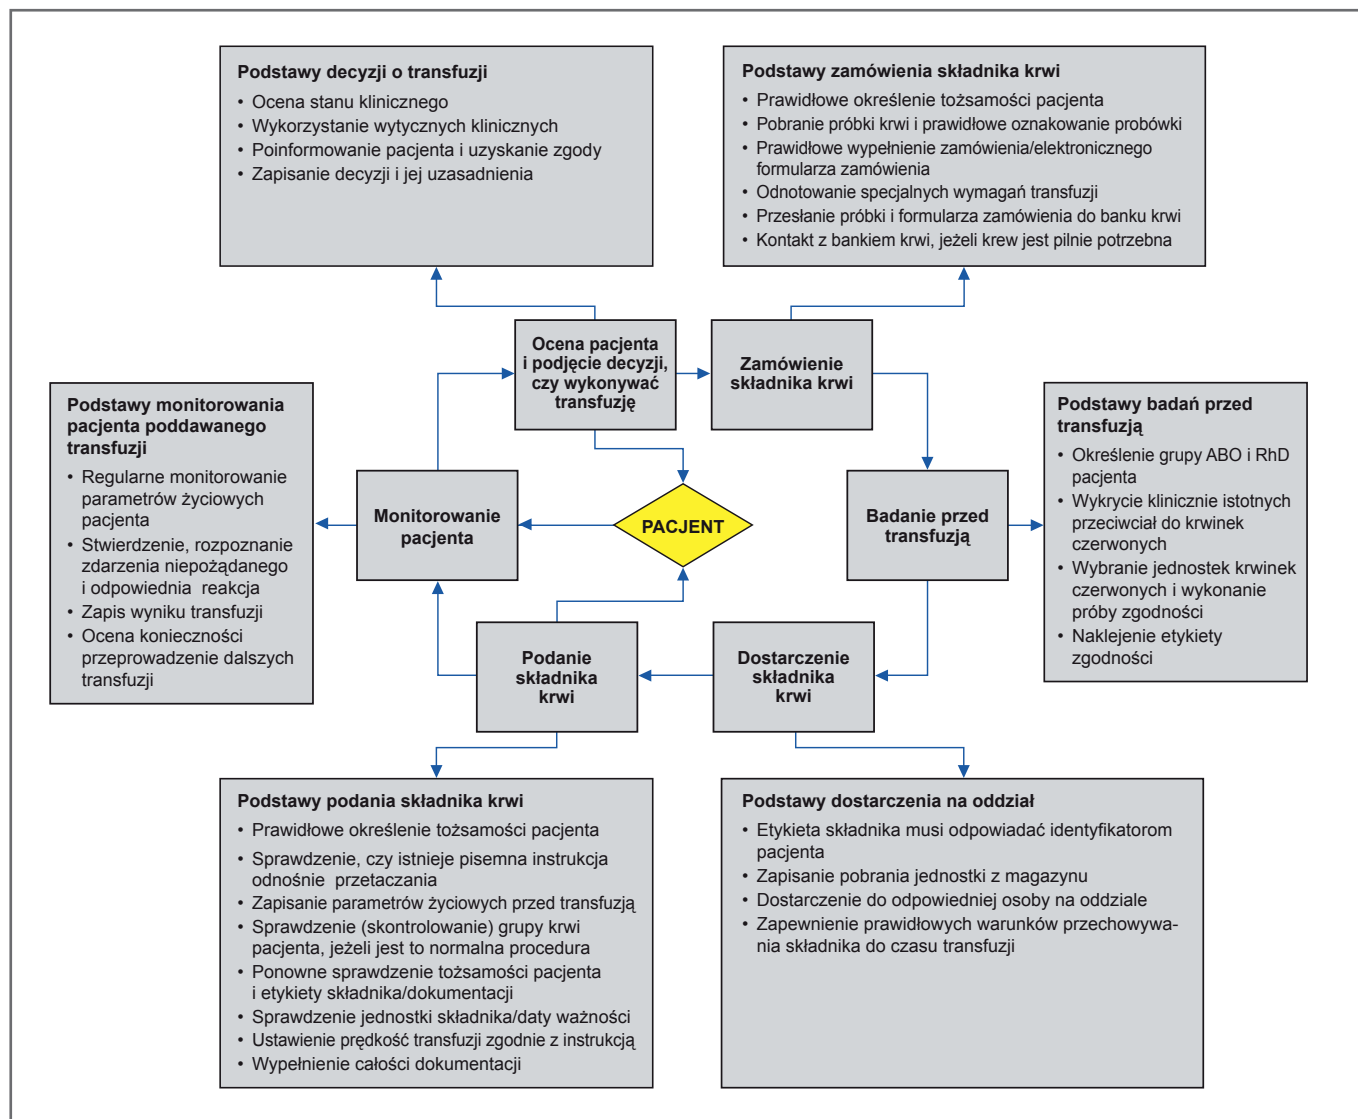 Podstawy decyzji o transfuzji
• Ocena stanu klinicznego
• Wykorzystanie wytycznych klinicznych
• Poinformowanie pacjenta i uzyskanie zgody
• Zapisanie decyzji i jej uzasadnienia
Podstawy zamówienia składnika krwi
• Prawidłowe określenie tożsamości pacjenta
• Pobranie próbki krwi i prawidłowe oznakowanie probówki
• Prawidłowe wypełnienie zamówienia/elektronicznego
formularza zamówienia
• Odnotowanie specjalnych wymagań transfuzji
• Przesłanie próbki i formularza zamówienia do banku krwi
• Kontakt z bankiem krwi, jeżeli krew jest pilnie potrzebna
Ocena pacjenta
i podjęcie decyzji,
czy wykonywać
transfuzję
Zamówienie
składnika krwi
Podstawy monitorowania
pacjenta poddawanego
transfuzji
• Regularne monitorowanie
parametrów życiowych
pacjenta
• Stwierdzenie, rozpoznanie
zdarzenia niepożądanego
i odpowiednia reakcja
• Zapis wyniku transfuzji
• Ocena konieczności
przeprowadzenie dalszych
transfuzji
Monitorowanie
pacjenta
PACJENT
Badanie przed
transfuzją
Podstawy badań przed
transfuzją
• Określenie grupy ABO i RhD
pacjenta
• Wykrycie klinicznie istotnych
przeciwciał do krwinek
czerwonych
• Wybranie jednostek krwinek
czerwonych i wykonanie
próby zgodności
• Naklejenie etykiety
zgodności
Podanie
składnika
krwi
Dostarczenie
składnika
krwi
Podstawy podania składnika krwi
• Prawidłowe określenie tożsamości pacjenta
• Sprawdzenie, czy istnieje pisemna instrukcja
odnośnie przetaczania
• Zapisanie parametrów życiowych przed transfuzją
• Sprawdzenie (skontrolowanie) grupy krwi
pacjenta, jeżeli jest to normalna procedura
• Ponowne sprawdzenie tożsamości pacjenta
i etykiety składnika/dokumentacji
• Sprawdzenie jednostki składnika/daty ważności
• Ustawienie prędkość transfuzji zgodnie z instrukcją
• Wypełnienie całości dokumentacji
Podstawy dostarczenia na oddział
• Etykieta składnika musi odpowiadać identyfikatorom
pacjenta
• Zapisanie pobrania jednostki z magazynu
• Dostarczenie do odpowiedniej osoby na oddziale
• Zapewnienie prawidłowych warunków przechowywa-
nia składnika do czasu transfuzji